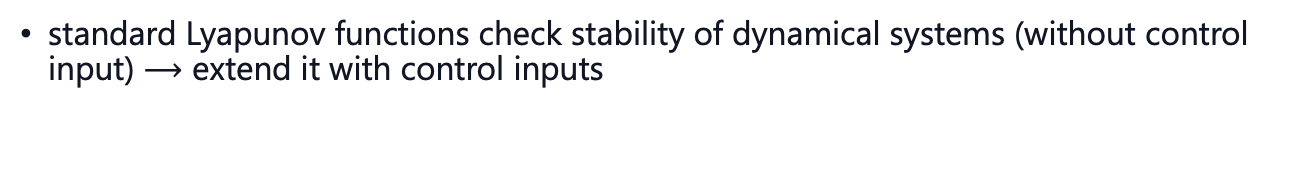 • standard Lyapunov functions check stability of dynamical systems (without control
input) ⟶ extend it with control inputs